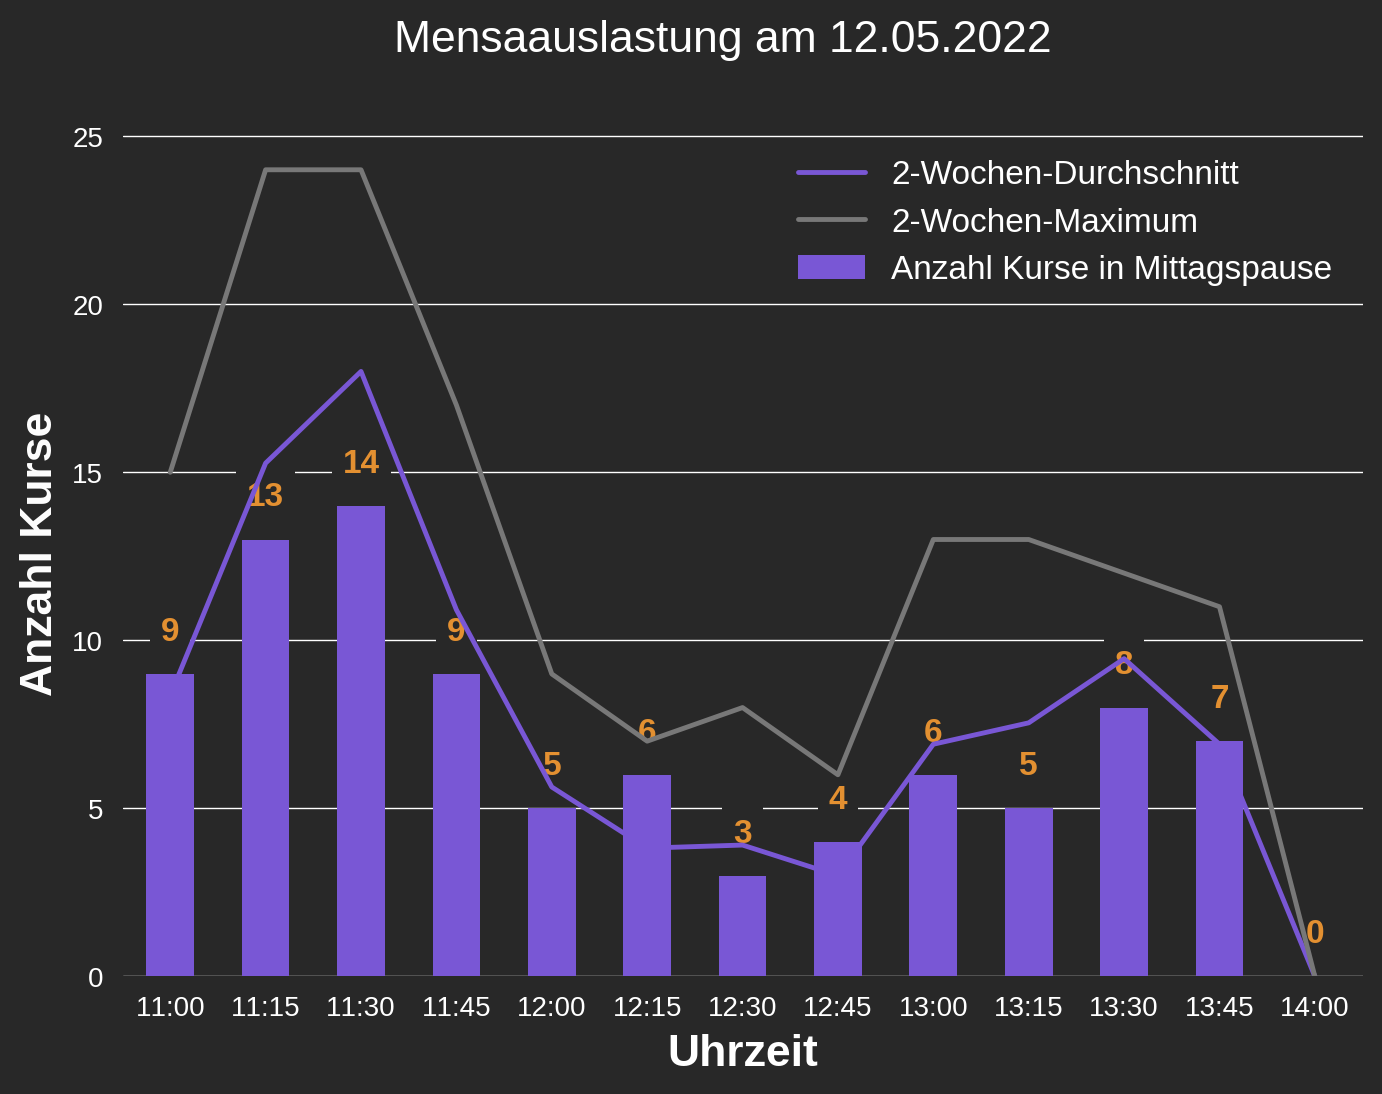 Mensaauslastung am 12.05.2022
25
2-Wochen-Durchschnitt
2-Wochen-Maximum
Anzahl Kurse in Mittagspause
20
15
10
5
0
Anzahl Kurse
9
13
14
9
5
6
3
4
6
5
8
7
0
11:00 11:15 11:30 11:45 12:00 12:15 12:30 12:45 13:00 13:15 13:30 13:45 14:00
Uhrzeit